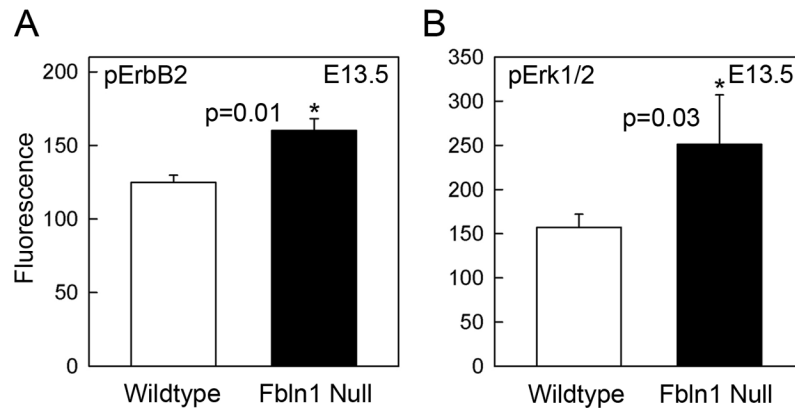 A
pErbB2 E13.5
p=0.01 *
200
150
100
50
0
Fluorescence
Wildtype Fbln1 Null
B
pErk1/2 E13.5
p=0.03 *
350
300
250
200
150
100
50
0
Wildtype Fbln1 Null